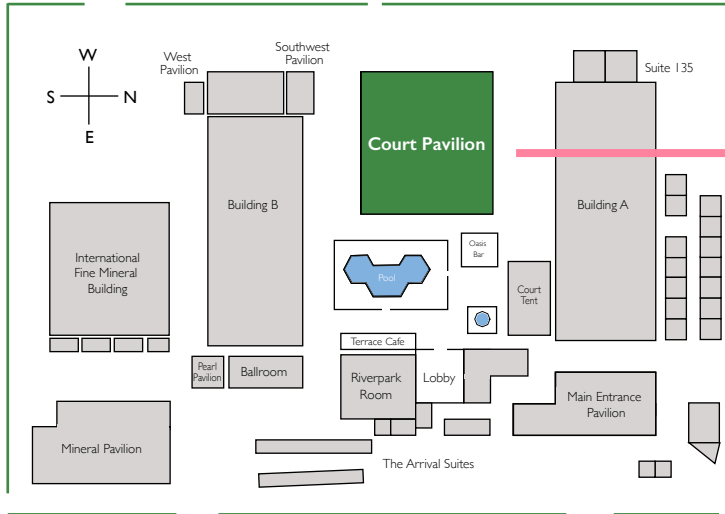 W
S
N
E
West
Pavilion
Southwest
Pavilion
Suite 135
Court Pavilion
Building B
Building A
International
Fine Mineral
Building
Oasis
Bar
Pool
Court
Tent
Terrace Cafe
Pearl
Pavilion
Ballroom
Riverpark
Room
Lobby
Main Entrance
Pavilion
Mineral Pavilion
The Arrival Suites